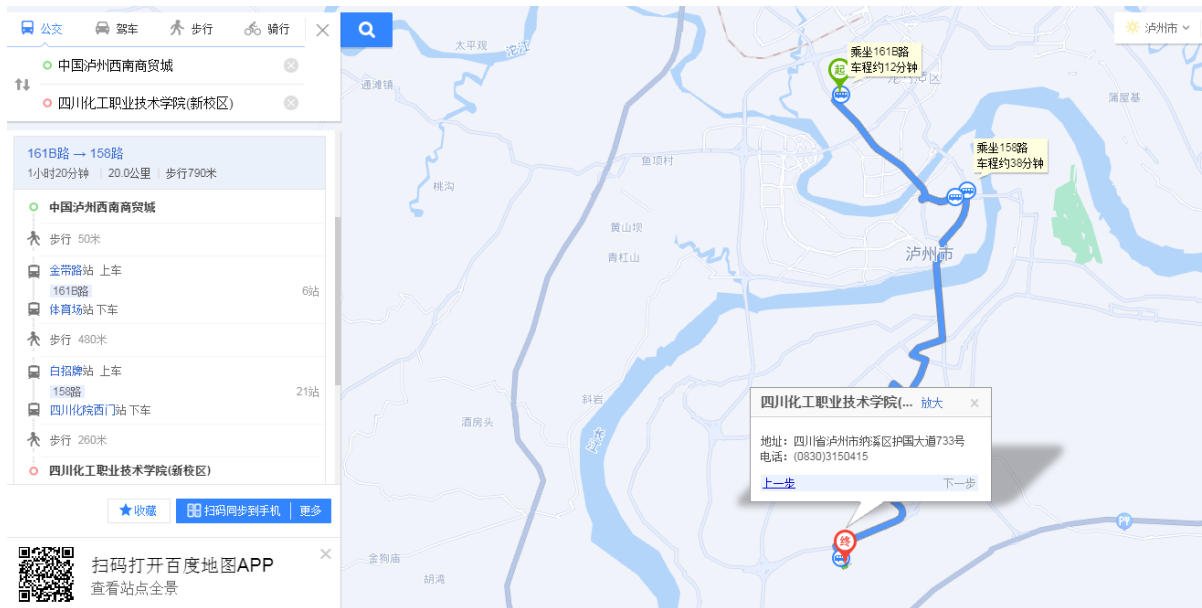 公交 驾车 步行 骑行
中国泸州西南商贸城
四川化工职业技术学院(新校区)
161B路 → 158路
1小时20分钟 20.0公里 步行790米
中国泸州西南商贸城
步行 50米
金带路站 上车
161B路 6站
体育场站 下车
步行 480米
白招牌站 上车
158路 21站
四川化院西门站 下车
步行 260米
四川化工职业技术学院(新校区)
收藏 扫码同步到手机 更多
扫码打开百度地图APP
查看站点全景
泸州市
太平观
沱江
通滩镇
起
乘坐161B路
车程约12分钟
蒲屋基
鱼项村
乘坐158路
车程约38分钟
桃沟
黄山坝
青杠山
泸州市
斜岩
酒房头
长江
四川化工职业技术学院(... 放大
地址：四川省泸州市纳溪区护国大道733号
电话：(0830)3150415
上一步 下一步
终
金狗庙
胡湾